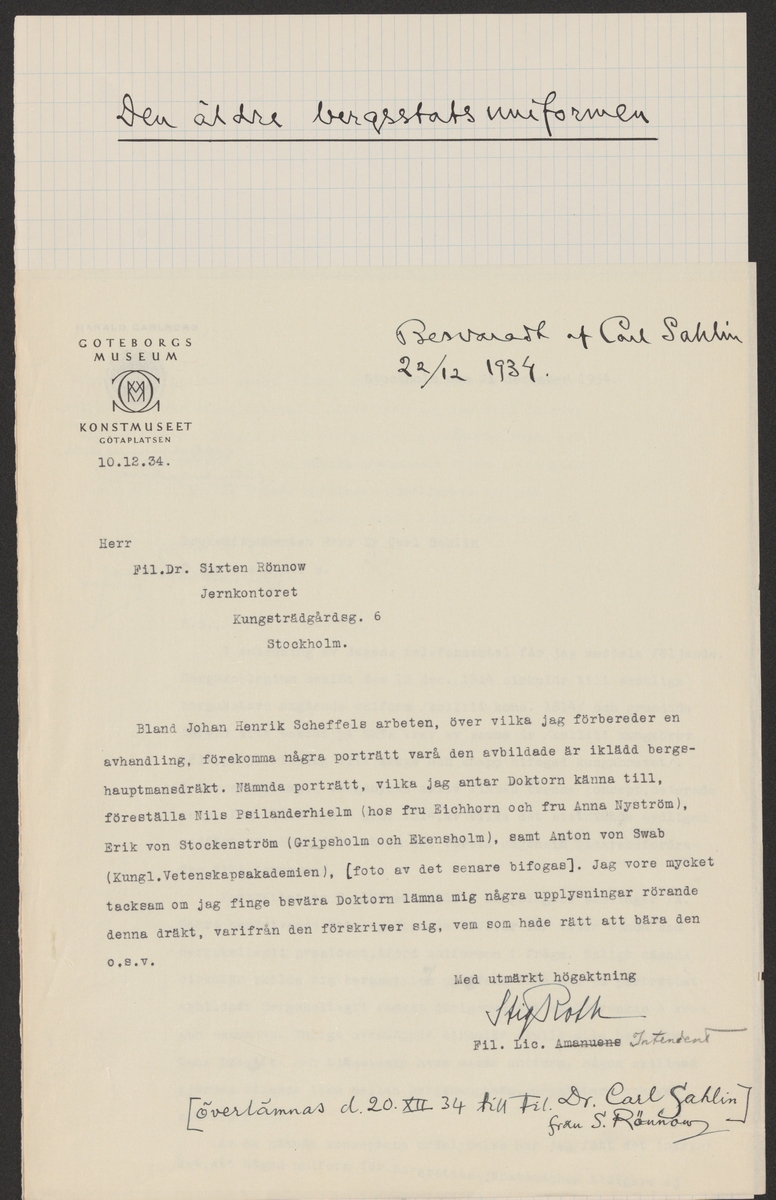 Den äldre bergsstatsuniformen
GÖTEBORGS
MUSEUM
KONSTMUSEET
GÖTAPLATSEN
10.12.34.
Besvaradt af Carl Sahlin
22/12 1934.
Herr
Fil.Dr. Sixten Rönnow
Jernkontoret
Kungsträdgårdsg. 6
Stockholm.
Bland Johan Henrik Scheffels arbeten, över vilka jag förbereder en
avhandling, förekomma några porträtt varå den avbildade är iklädd bergs-
hauptmansdräkt. Nämnda porträtt, vilka jag antar Doktorn känna till,
föreställa Nils Psilanderhielm (hos fru Eichhorn och fru Anna Nyström),
Erik von Stockenström (Gripsholm och Ekensholm), samt Anton von Swab
(Kungl.Vetenskapsakademien), [foto av det senare bifogas]. Jag vore mycket
tacksam om jag finge bsvära Doktorn lämna mig några upplysningar rörande
denna dräkt, varifrån den förskriver sig, vem som hade rätt att bära den
o.s.v.
Med utmärkt högaktning
Stig Roth
Fil. Lic. Amanuens Intendent
[överlämnas d. 20. XII 34 till Fil. Dr. Carl Sahlin]
från S. Rönnow